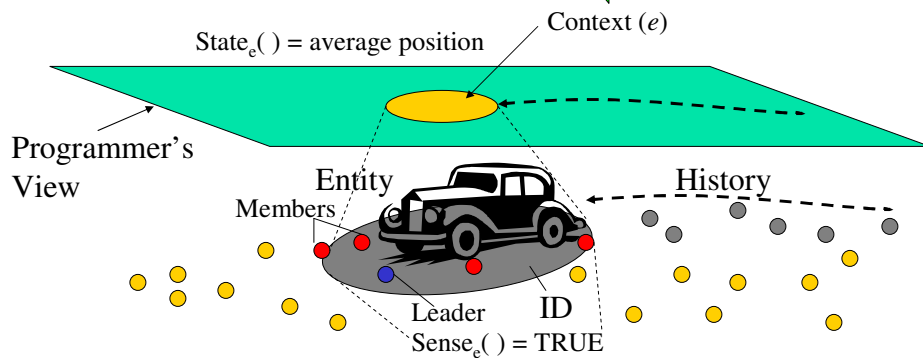 Context (e)
State_e( ) = average position
Programmer's
View
Entity
History
Members
Leader
ID
Sense_e( ) = TRUE